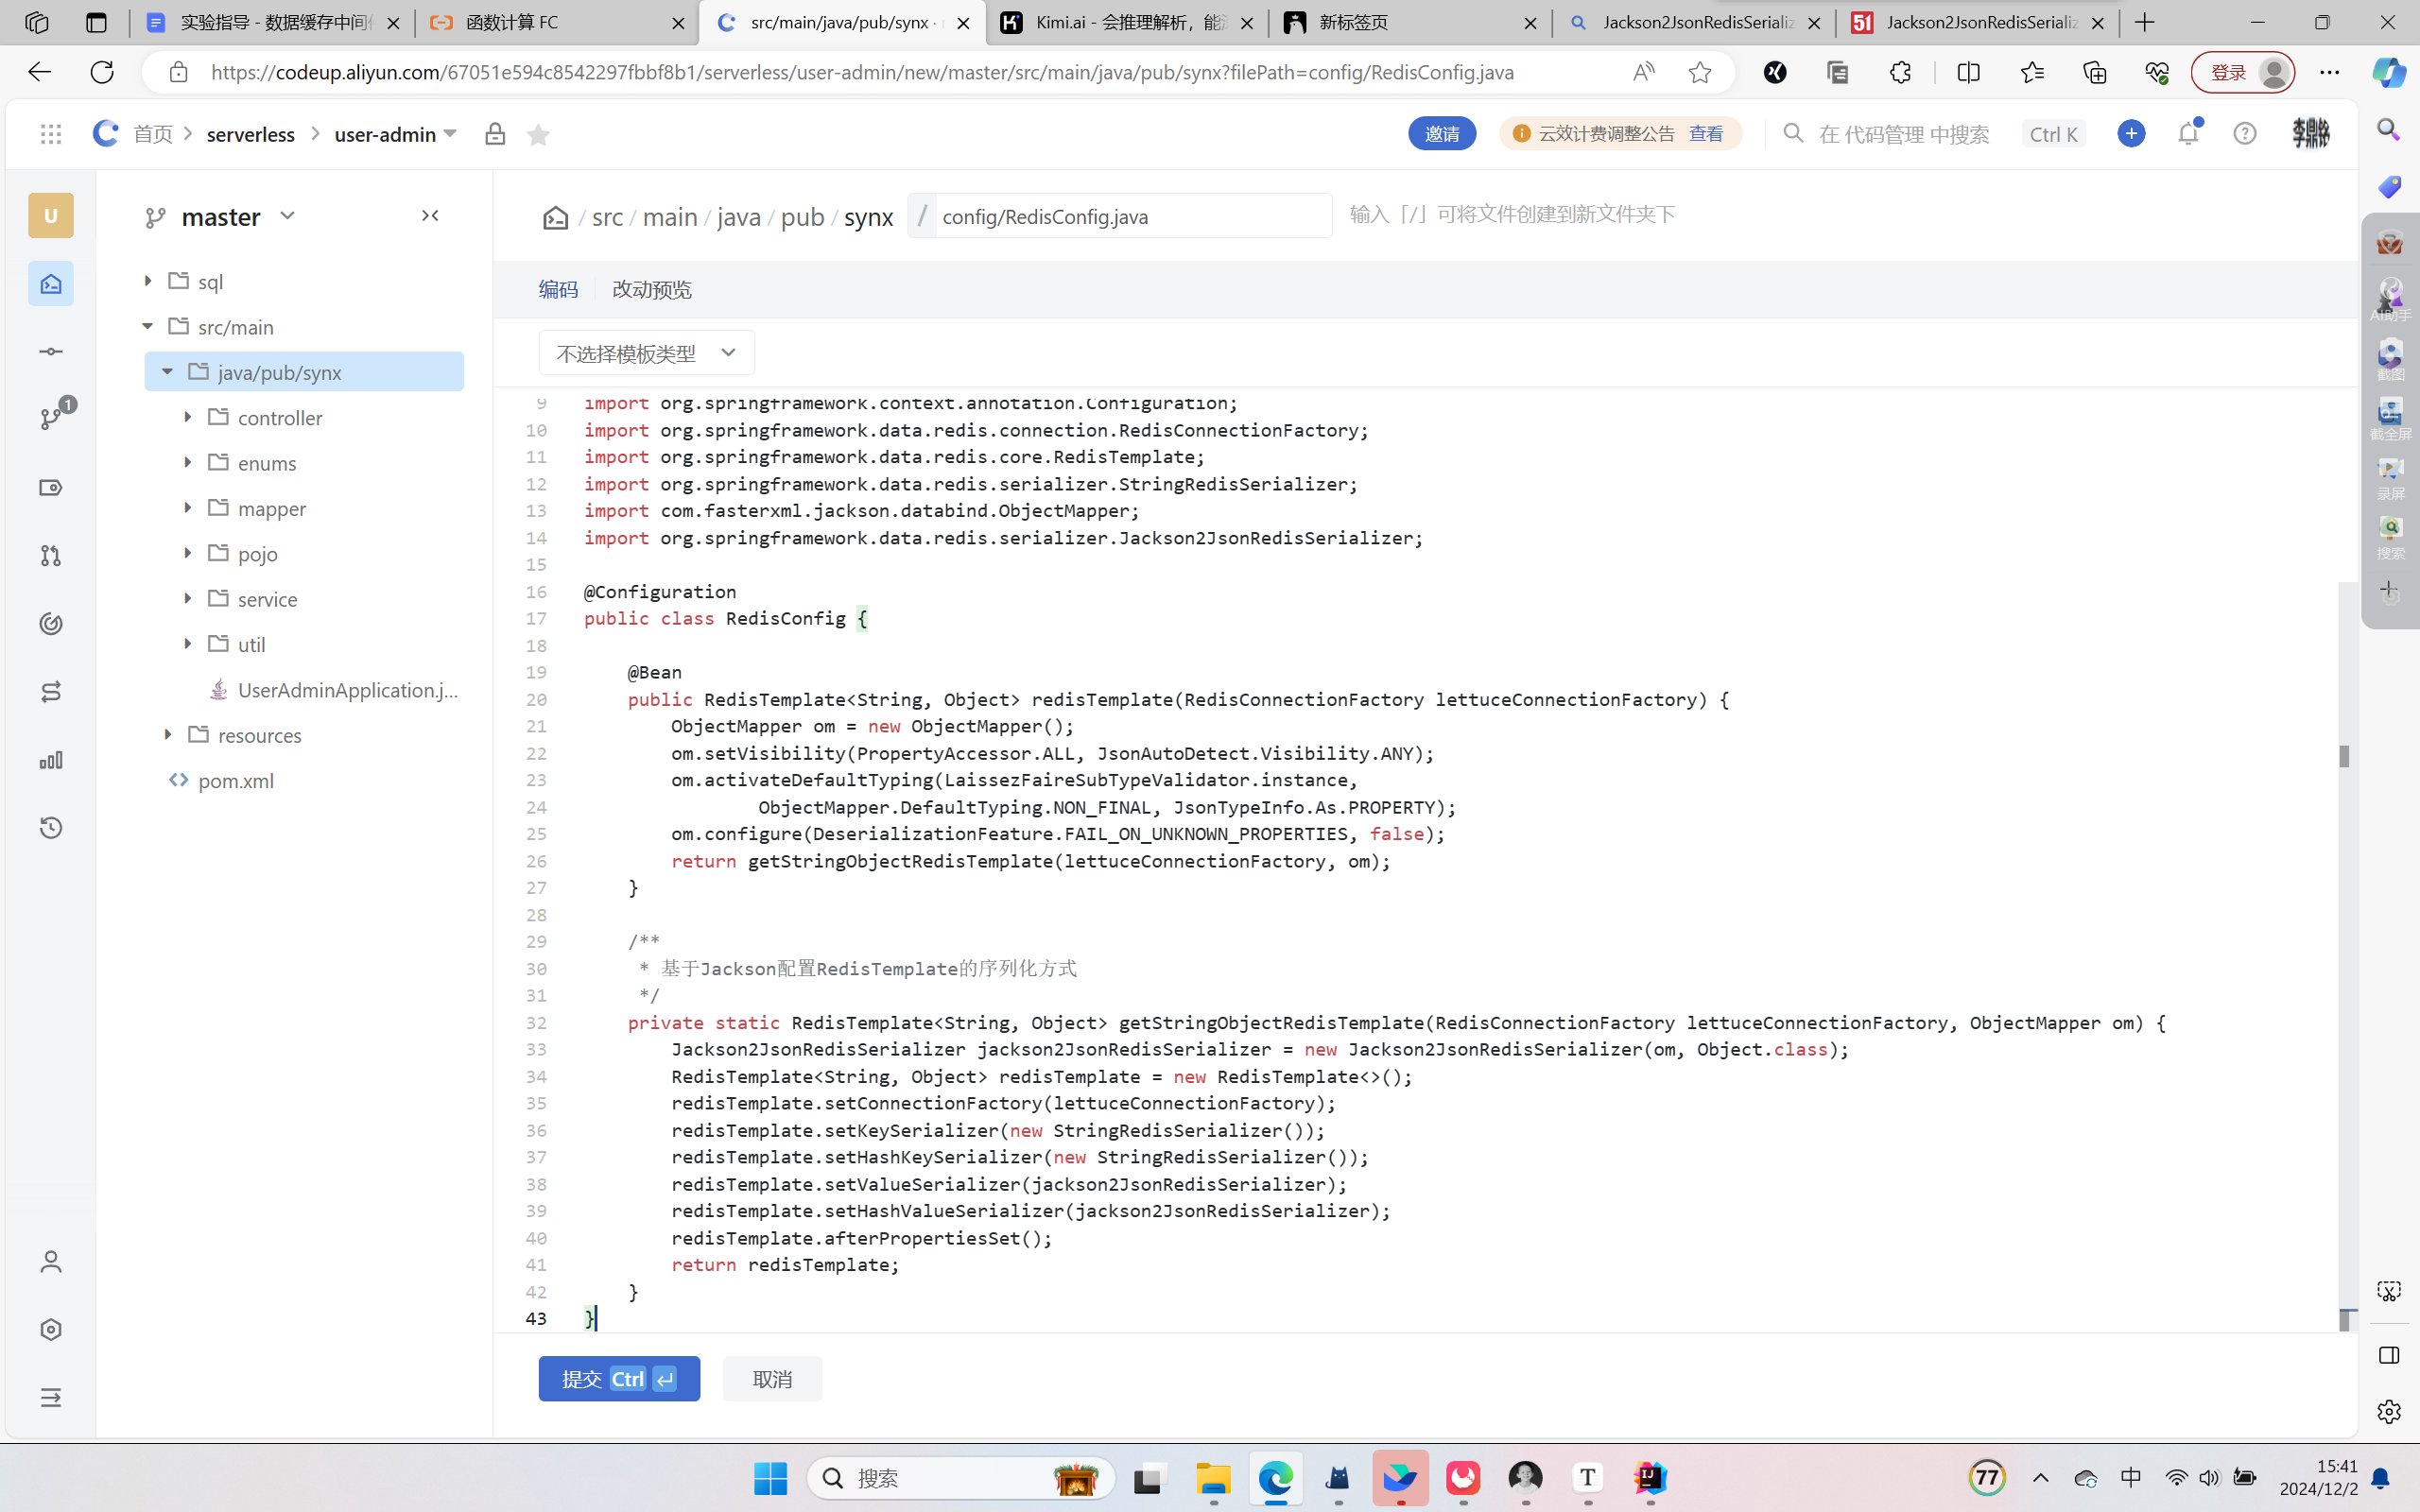 实验指导 - 数据缓存中间
函数计算 FC
src/main/java/pub/synx ·
Kimi.ai - 会推理解析，能
新标签页
Jackson2JsonRedisSerializ
51
Jackson2JsonRedisSerializ
https://codeup.aliyun.com/67051e594c8542297fbbf8b1/serverless/user-admin/new/master/src/main/java/pub/synx?filePath=config/RedisConfig.java
登录
首页
serverless
user-admin
邀请
云效计费调整公告 查看
在 代码管理 中搜索
Ctrl K
李鼎铭
U
master
/ src / main / java / pub / synx
/ config/RedisConfig.java
输入「/」可将文件创建到新文件夹下
sql
src/main
java/pub/synx
1
controller
enums
mapper
pojo
service
util
UserAdminApplication.j...
resources
pom.xml
编码
改动预览
不选择模板类型
9 import org.springframework.context.annotation.Configuration;
10 import org.springframework.data.redis.connection.RedisConnectionFactory;
11 import org.springframework.data.redis.core.RedisTemplate;
12 import org.springframework.data.redis.serializer.StringRedisSerializer;
13 import com.fasterxml.jackson.databind.ObjectMapper;
14 import org.springframework.data.redis.serializer.Jackson2JsonRedisSerializer;
15
16 @Configuration
17 public class RedisConfig {
18
19 @Bean
20 public RedisTemplate<String, Object> redisTemplate(RedisConnectionFactory lettuceConnectionFactory) {
21 ObjectMapper om = new ObjectMapper();
22 om.setVisibility(PropertyAccessor.ALL, JsonAutoDetect.Visibility.ANY);
23 om.activateDefaultTyping(LaissezFaireSubTypeValidator.instance,
24 ObjectMapper.DefaultTyping.NON_FINAL, JsonTypeInfo.As.PROPERTY);
25 om.configure(DeserializationFeature.FAIL_ON_UNKNOWN_PROPERTIES, false);
26 return getStringObjectRedisTemplate(lettuceConnectionFactory, om);
27 }
28
29 /**
30 * 基于Jackson配置RedisTemplate的序列化方式
31 */
32 private static RedisTemplate<String, Object> getStringObjectRedisTemplate(RedisConnectionFactory lettuceConnectionFactory, ObjectMapper om) {
33 Jackson2JsonRedisSerializer jackson2JsonRedisSerializer = new Jackson2JsonRedisSerializer(om, Object.class);
34 RedisTemplate<String, Object> redisTemplate = new RedisTemplate<>();
35 redisTemplate.setConnectionFactory(lettuceConnectionFactory);
36 redisTemplate.setKeySerializer(new StringRedisSerializer());
37 redisTemplate.setHashKeySerializer(new StringRedisSerializer());
38 redisTemplate.setValueSerializer(jackson2JsonRedisSerializer);
39 redisTemplate.setHashValueSerializer(jackson2JsonRedisSerializer);
40 redisTemplate.afterPropertiesSet();
41 return redisTemplate;
42 }
43 }
提交 Ctrl
取消
AI助手
截图
截全屏
录屏
搜索
搜索
77
中
15:41
2024/12/2